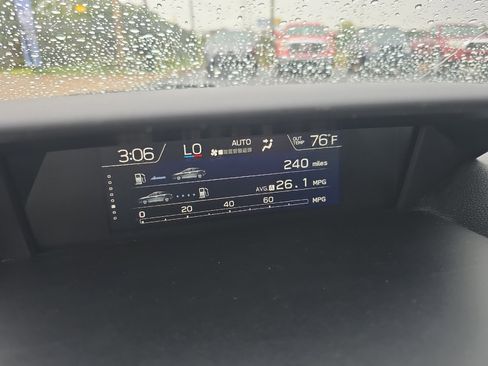 3:06 LO AUTO OUT TEMP 76°F
240 miles
AVG. A 26.1 MPG
0 20 40 60 MPG